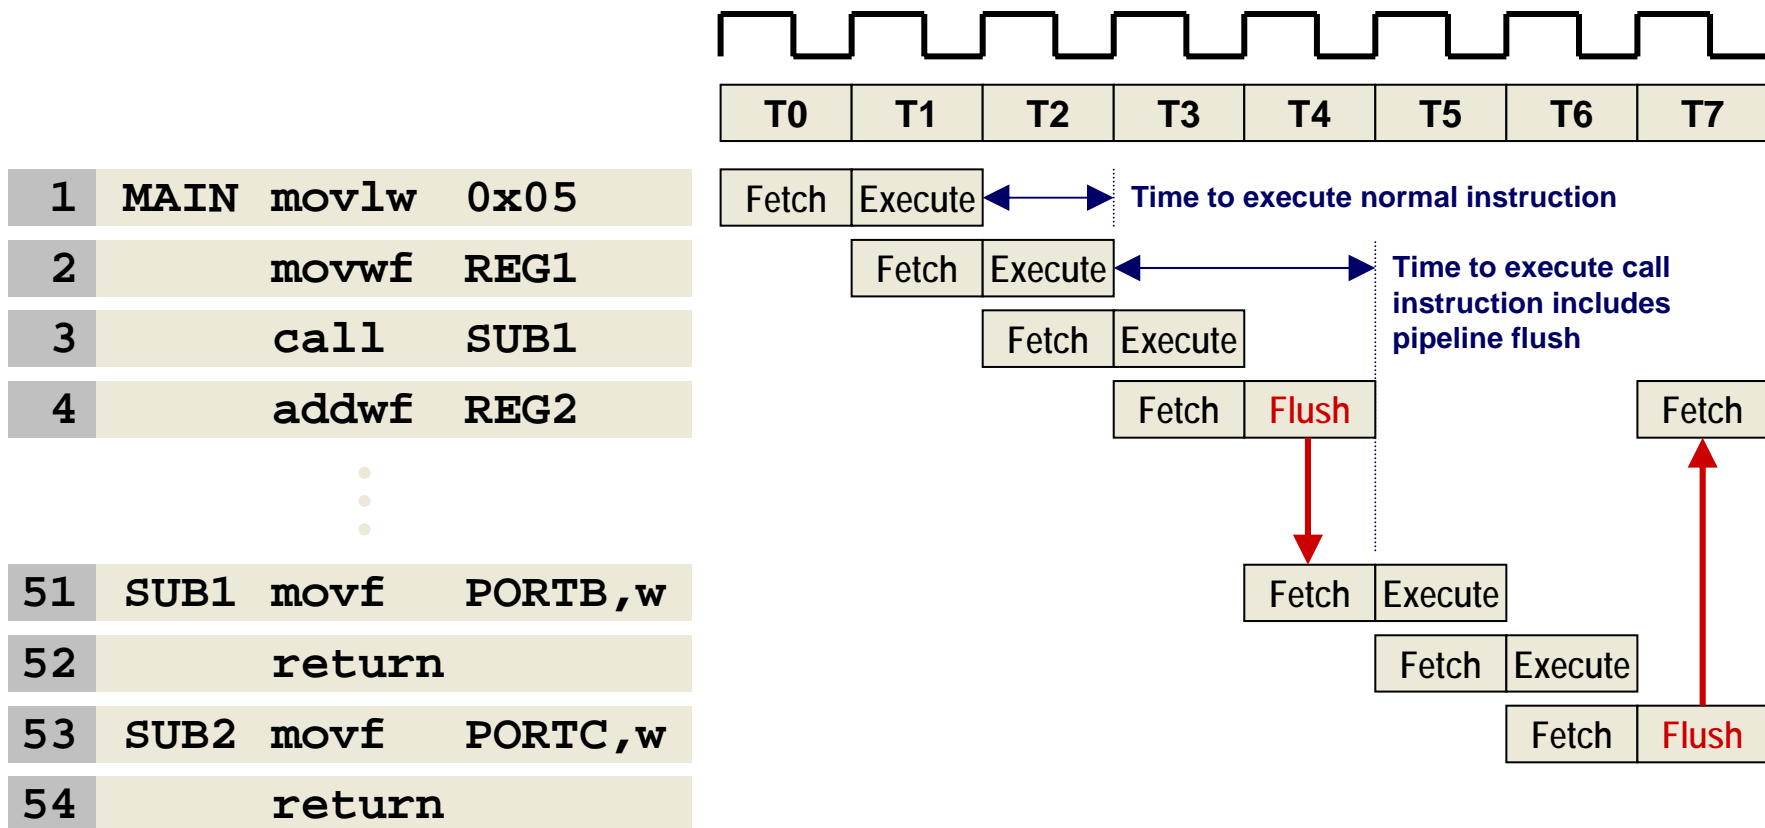 T0 T1 T2 T3 T4 T5 T6 T7
1 MAIN movlw 0x05 Fetch Execute Time to execute normal instruction
2 movwf REG1 Fetch Execute Time to execute call
instruction includes
pipeline flush
3 call SUB1 Fetch Execute
4 addwf REG2 Fetch Flush Fetch
51 SUB1 movf PORTB,w Fetch Execute
52 return Fetch Execute
53 SUB2 movf PORTC,w Fetch Flush
54 return